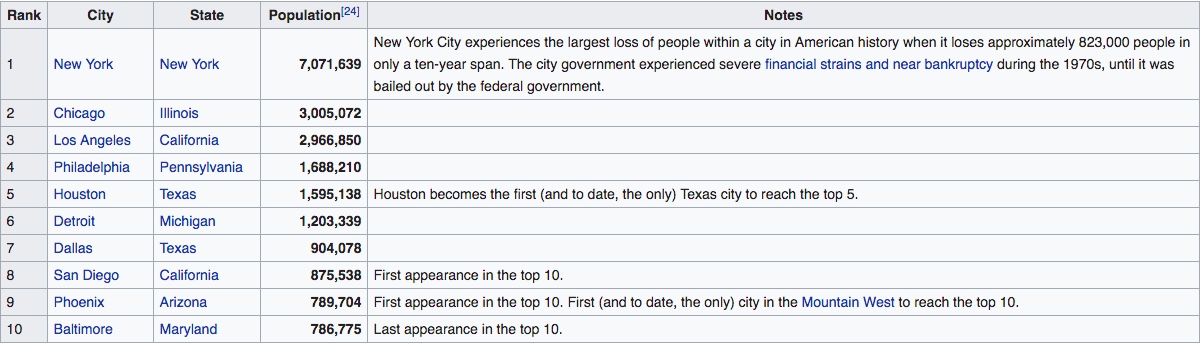 Rank City State Population[24] Notes
1 New York New York 7,071,639 New York City experiences the largest loss of people within a city in American history when it loses approximately 823,000 people in
only a ten-year span. The city government experienced severe financial strains and near bankruptcy during the 1970s, until it was
bailed out by the federal government.
2 Chicago Illinois 3,005,072
3 Los Angeles California 2,966,850
4 Philadelphia Pennsylvania 1,688,210
5 Houston Texas 1,595,138 Houston becomes the first (and to date, the only) Texas city to reach the top 5.
6 Detroit Michigan 1,203,339
7 Dallas Texas 904,078
8 San Diego California 875,538 First appearance in the top 10.
9 Phoenix Arizona 789,704 First appearance in the top 10. First (and to date, the only) city in the Mountain West to reach the top 10.
10 Baltimore Maryland 786,775 Last appearance in the top 10.